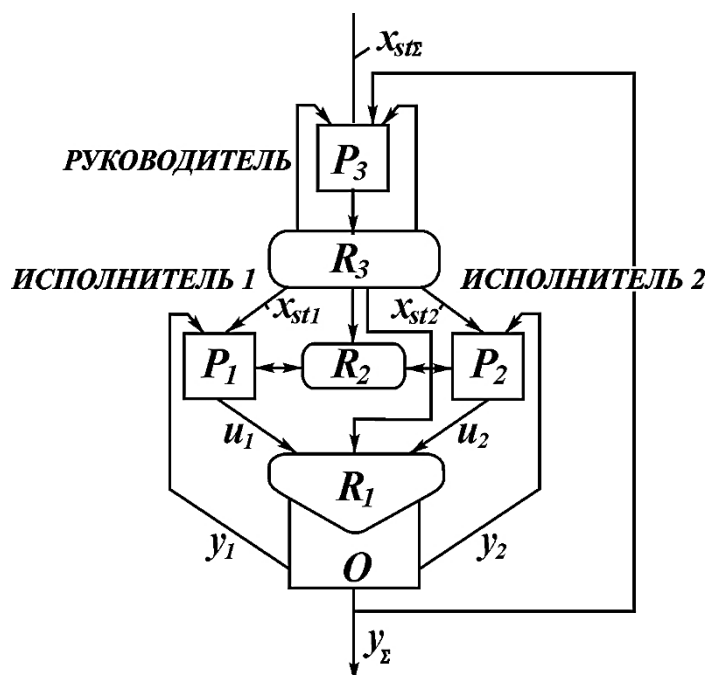 x_stΣ
P_3
РУКОВОДИТЕЛЬ
R_3
ИСПОЛНИТЕЛЬ 1
ИСПОЛНИТЕЛЬ 2
x_st1
x_st2
P_1
R_2
P_2
u_1
u_2
R_1
y_1
O
y_2
y_Σ